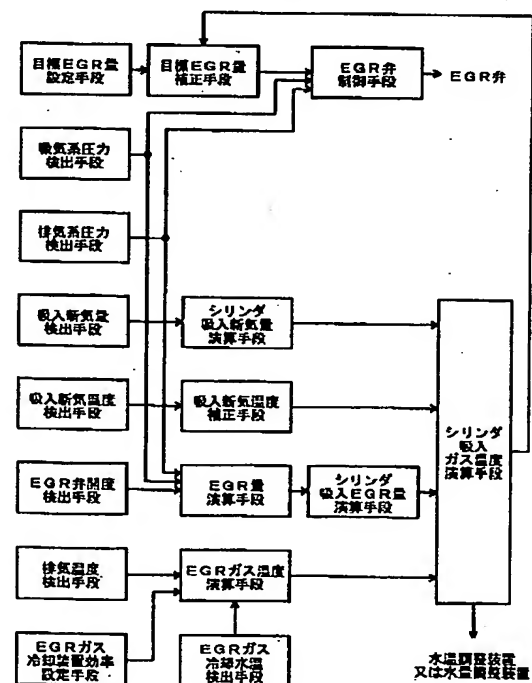 目標EGR量
設定手段
目標EGR量
補正手段
EGR弁
制御手段
EGR弁
吸気系圧力
検出手段
排気系圧力
検出手段
吸入新気量
検出手段
シリンダ
吸入新気量
演算手段
吸入新気温度
検出手段
吸入新気温度
補正手段
シリンダ
吸入
ガス温度
演算手段
EGR弁開度
検出手段
EGR量
演算手段
シリンダ
吸入EGR量
演算手段
排気温度
検出手段
EGRガス温度
演算手段
EGRガス
冷却装置効率
設定手段
EGRガス
冷却水温
検出手段
水温調整装置
又は水量調整装置